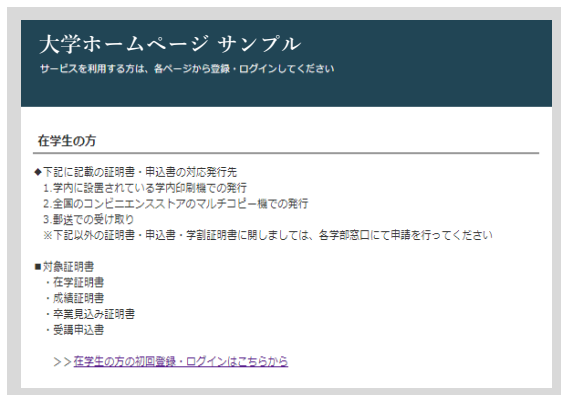 大学ホームページ サンプル
サービスを利用する方は、各ページから登録・ログインしてください
在学生の方
◆下記に記載の証明書・申込書の対応発行先
1.学内に設置されている学内印刷機での発行
2.全国のコンビニエンスストアのマルチコピー機での発行
3.郵送での受け取り
※下記以外の証明書・申込書・学割証明書に関しましては、各学部窓口にて申請を行ってください
■対象証明書
・在学証明書
・成績証明書
・卒業見込み証明書
・受講申込書
>>在学生の方の初回登録・ログインはこちらから